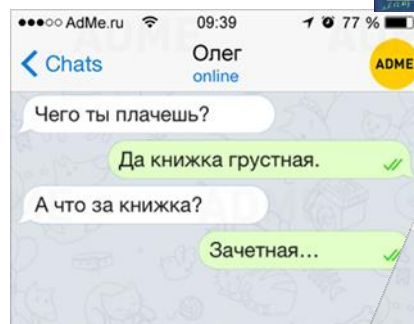 AdMe.ru 09:39 77 %
Chats Олег ADME
online
Чего ты плачешь?
Да книжка грустная.
А что за книжка?
Зачетная...